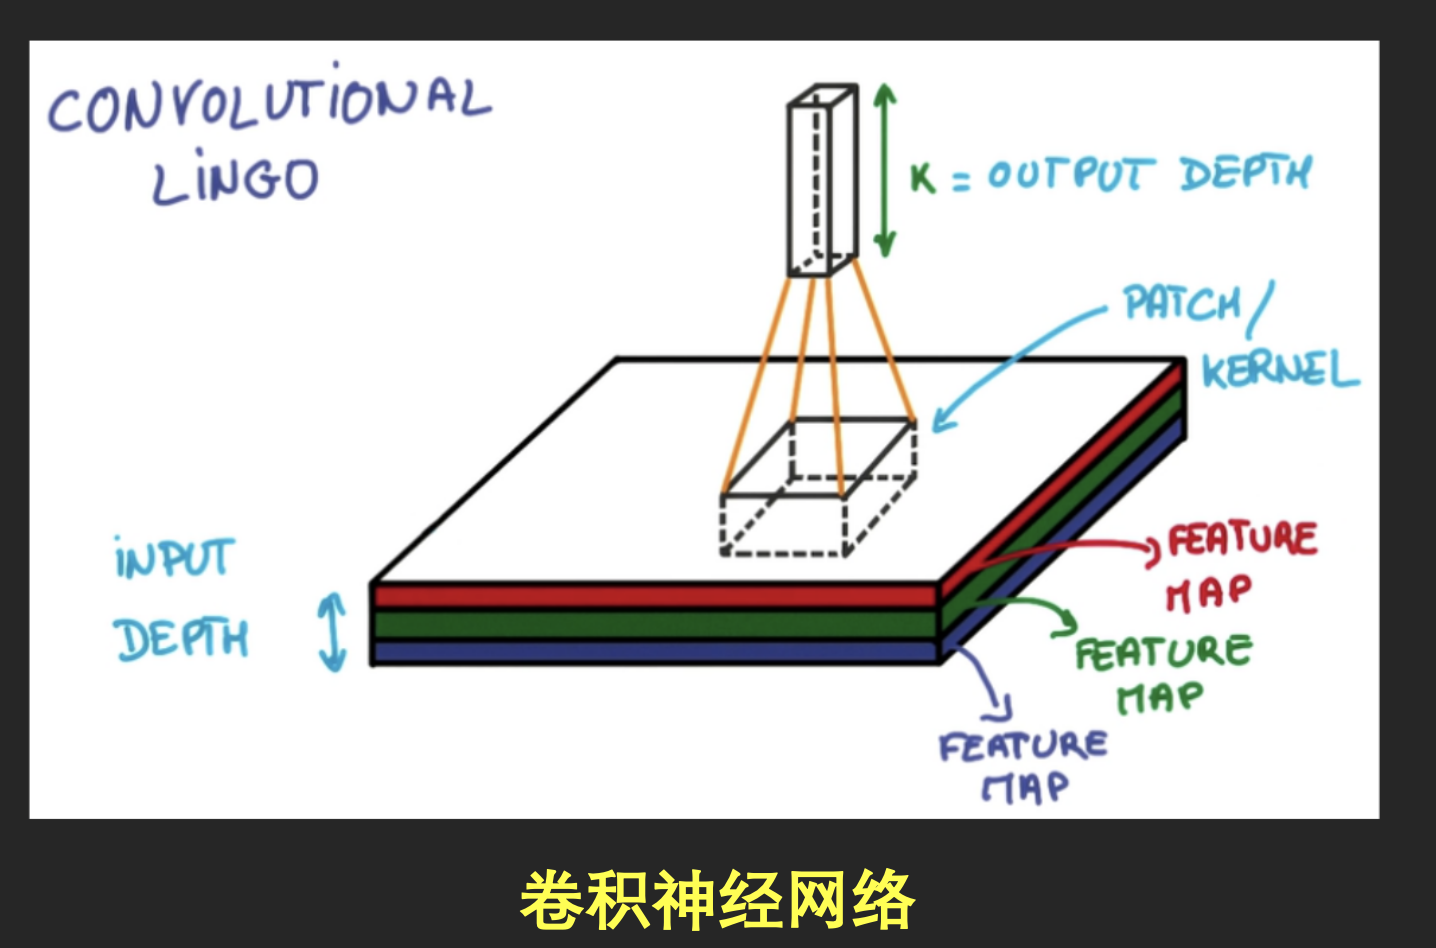 CONVOLUTIONAL
LINGO
K = OUTPUT DEPTH
PATCH/
KERNEL
INPUT
DEPTH
FEATURE
MAP
FEATURE
MAP
FEATURE
MAP
卷积神经网络